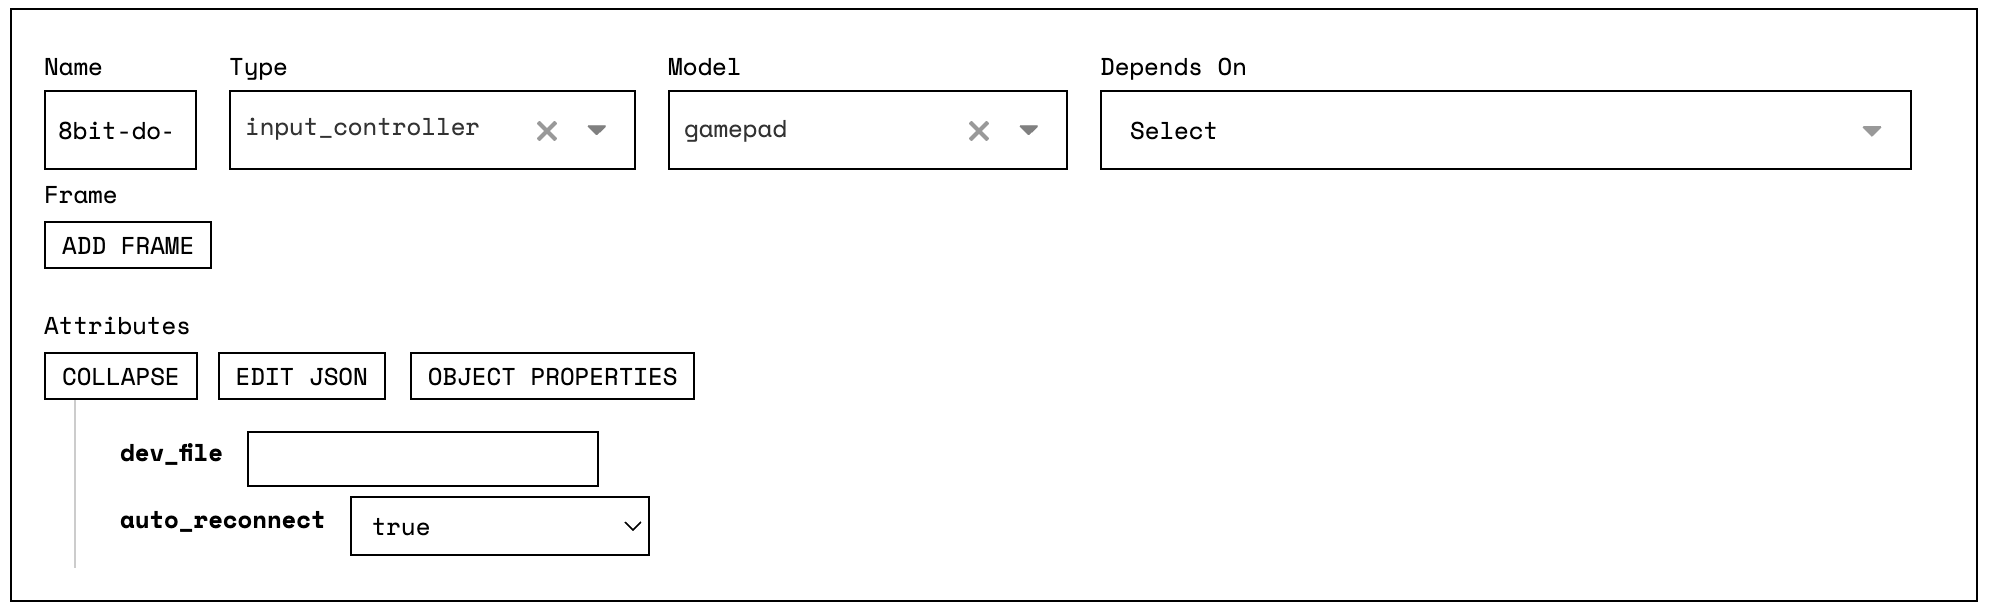 Name Type Model Depends On
8bit-do- input_controller gamepad Select
Frame
ADD FRAME
Attributes
COLLAPSE EDIT JSON OBJECT PROPERTIES
dev_file
auto_reconnect true